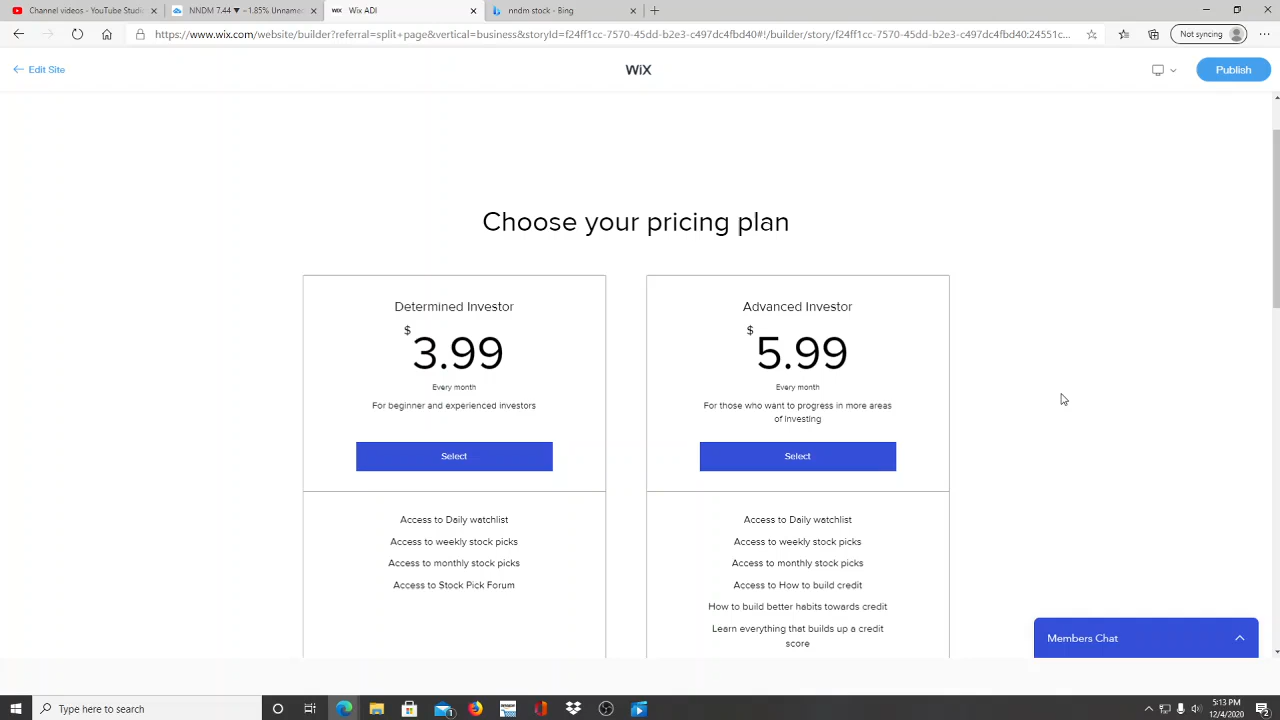 Channel videos - YouTube Studio
NNDM 7.44 ▼ −1.85% Unname
WiX Wix ADI
nndm stock - Bing
https://www.wix.com/website/builder?referral=split+page&vertical=business&storyId=f24ff1cc-7570-45dd-b2e3-c497dc4fbd40#!/builder/story/f24ff1cc-7570-45dd-b2e3-c497dc4fbd40:24551c...
Not syncing
Edit Site
WiX
Publish
Choose your pricing plan
Determined Investor
$
3.99
Every month
For beginner and experienced investors
Select
Access to Daily watchlist
Access to weekly stock picks
Access to monthly stock picks
Access to Stock Pick Forum
Advanced Investor
$
5.99
Every month
For those who want to progress in more areas
of investing
Select
Access to Daily watchlist
Access to weekly stock picks
Access to monthly stock picks
Access to How to build credit
How to build better habits towards credit
Learn everything that builds up a credit
score
Members Chat
Type here to search
5:13 PM
12/4/2020